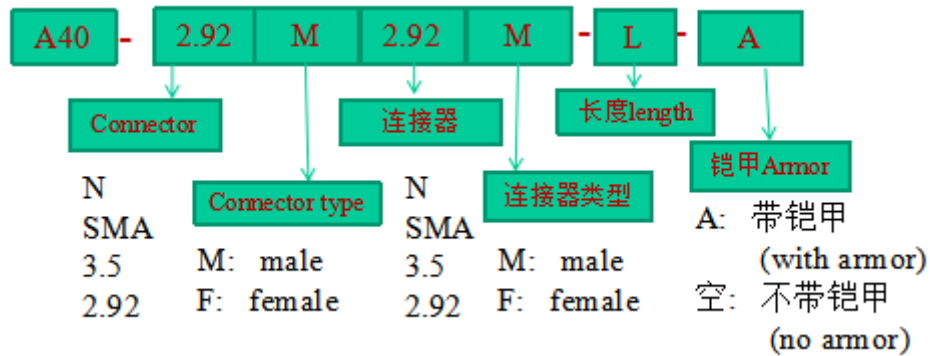 A40 - 2.92 M 2.92 M - L - A
Connector
连接器
长度length
铠甲Armor
Connector type
连接器类型
N
SMA
3.5
2.92
M: male
F: female
N
SMA
3.5
2.92
M: male
F: female
A: 带铠甲
(with armor)
空: 不带铠甲
(no armor)